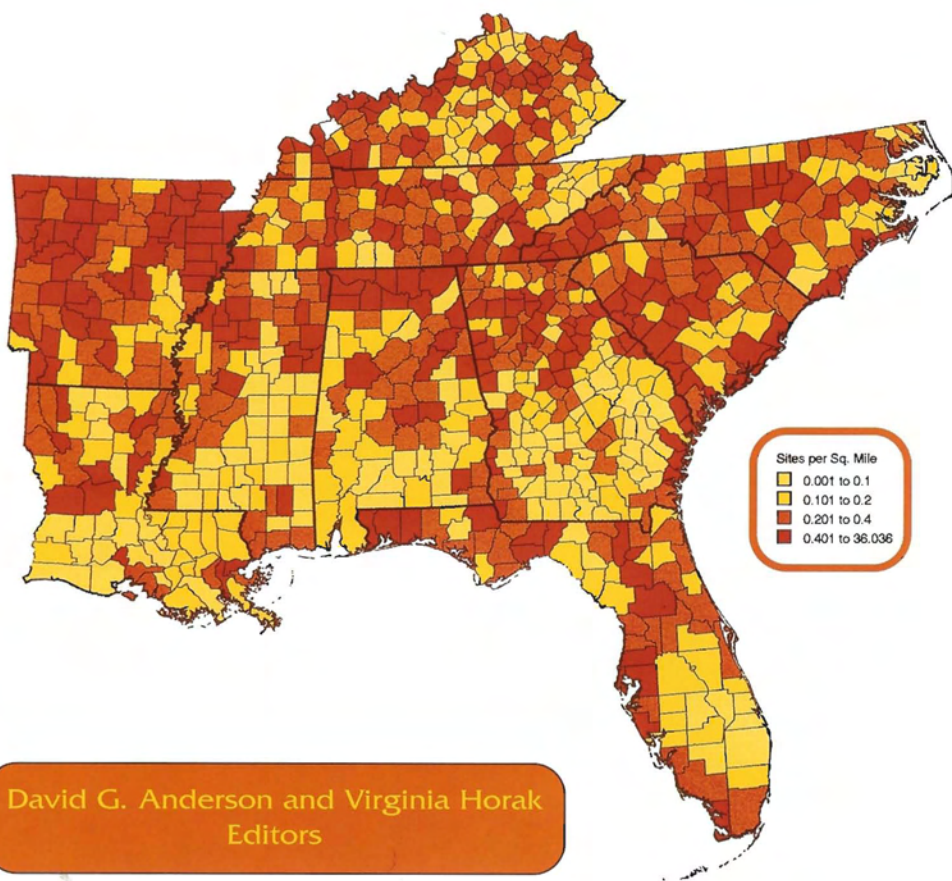 Sites per Sq. Mile
0.001 to 0.1
0.101 to 0.2
0.201 to 0.4
0.401 to 36.036
David G. Anderson and Virginia Horak
Editors